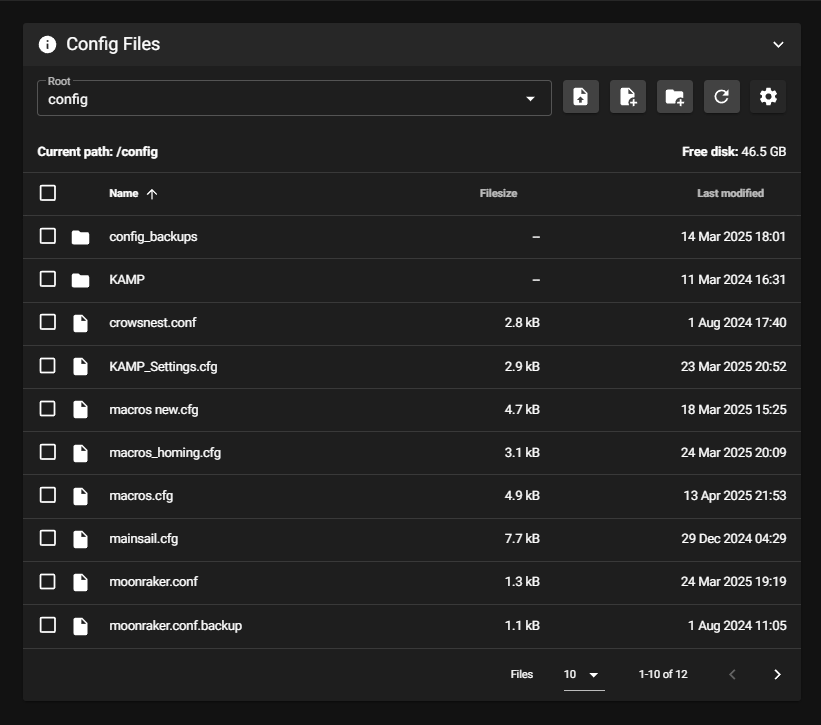 Config Files
Root
config
Current path: /config Free disk: 46.5 GB
Name Filesize Last modified
config_backups – 14 Mar 2025 18:01
KAMP – 11 Mar 2024 16:31
crowsnest.conf 2.8 kB 1 Aug 2024 17:40
KAMP_Settings.cfg 2.9 kB 23 Mar 2025 20:52
macros new.cfg 4.7 kB 18 Mar 2025 15:25
macros_homing.cfg 3.1 kB 24 Mar 2025 20:09
macros.cfg 4.9 kB 13 Apr 2025 21:53
mainsail.cfg 7.7 kB 29 Dec 2024 04:29
moonraker.conf 1.3 kB 24 Mar 2025 19:19
moonraker.conf.backup 1.1 kB 1 Aug 2024 11:05
Files 10 1-10 of 12